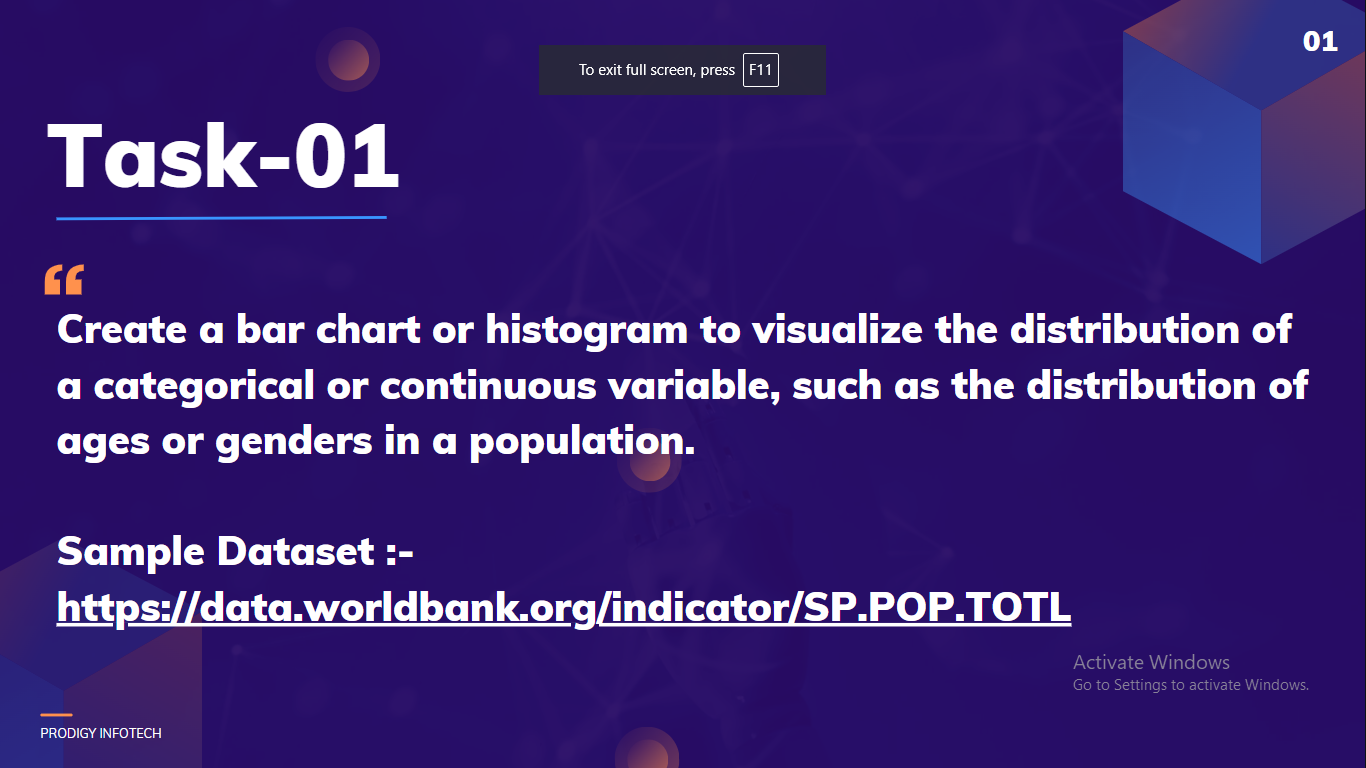 01
To exit full screen, press F11
Task-01
“
Create a bar chart or histogram to visualize the distribution of
a categorical or continuous variable, such as the distribution of
ages or genders in a population.
Sample Dataset :-
https://data.worldbank.org/indicator/SP.POP.TOTL
Activate Windows
Go to Settings to activate Windows.
PRODIGY INFOTECH